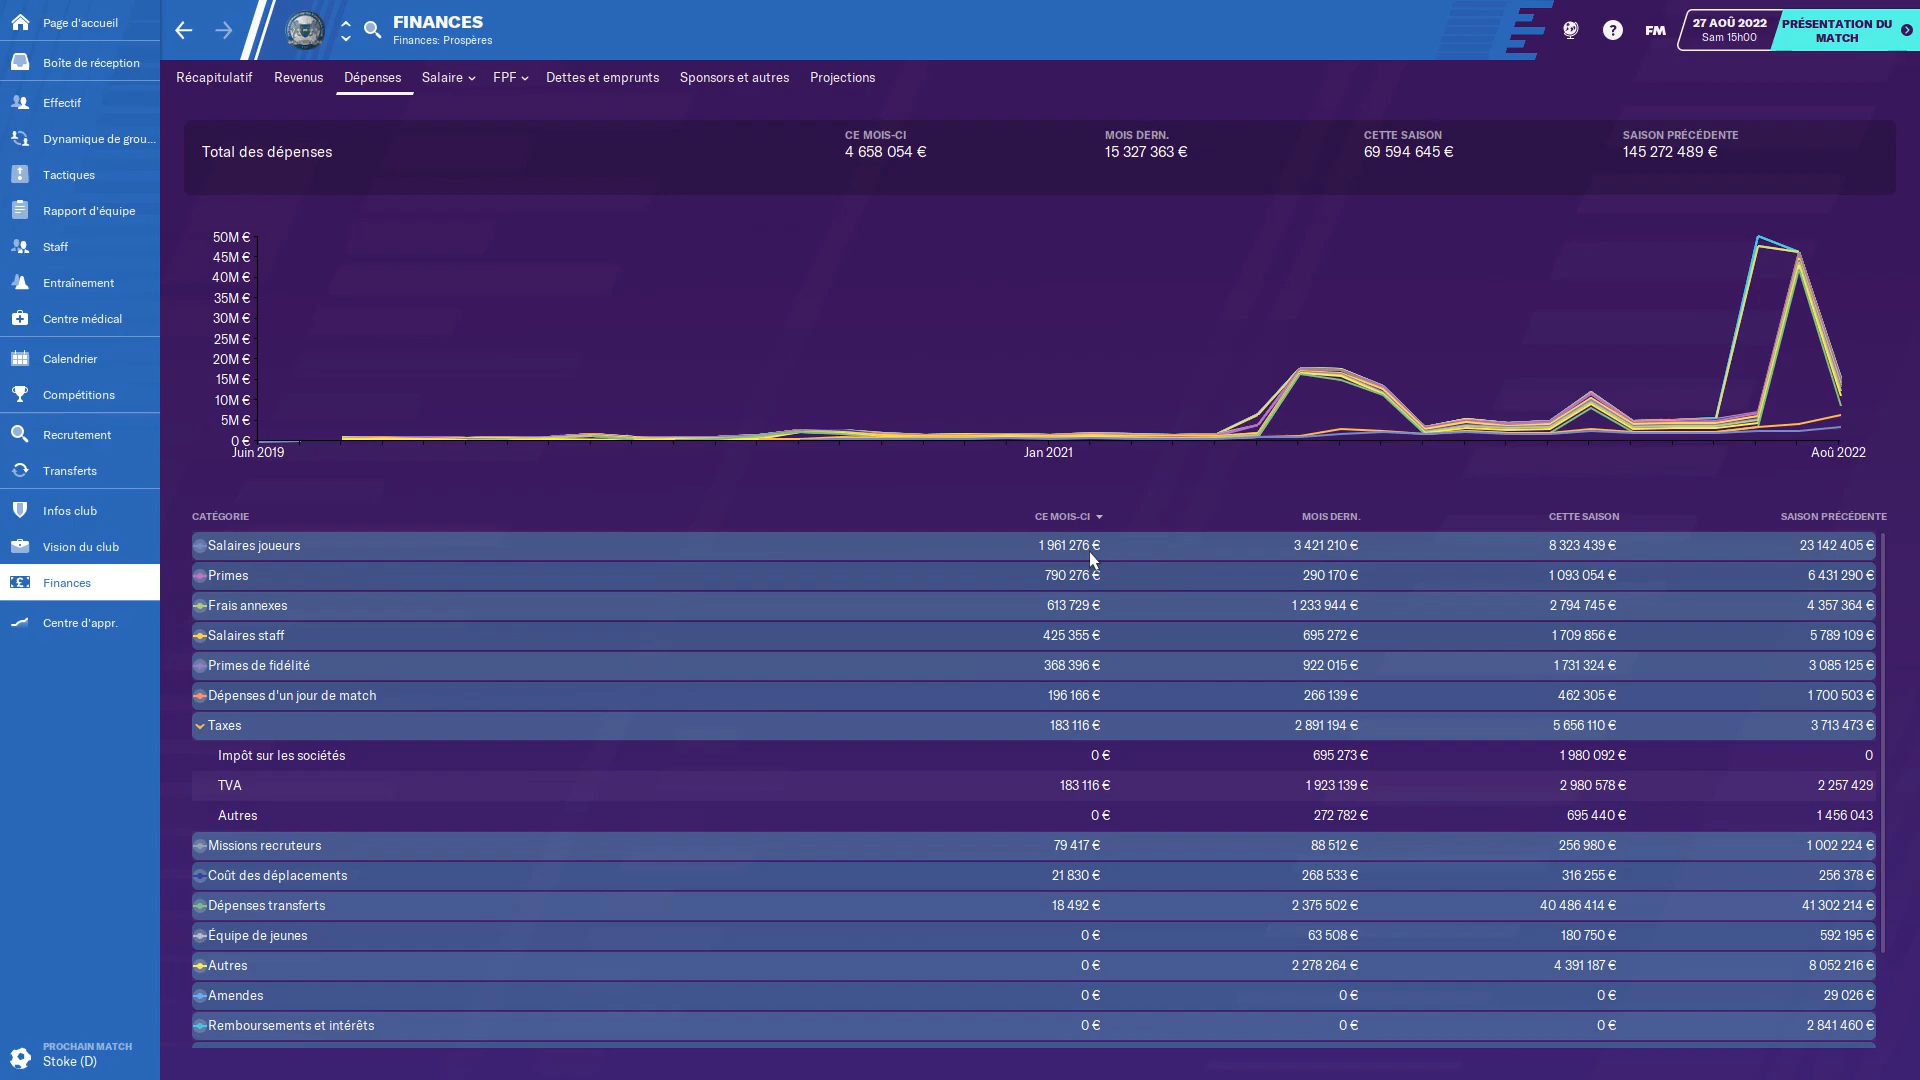 Page d'accueil
Boîte de réception
Effectif
Dynamique de grou...
Tactiques
Rapport d'équipe
Staff
Entraînement
Centre médical
Calendrier
Compétitions
Recrutement
Transferts
Infos club
Vision du club
Finances
Centre d'appr.
PROCHAIN MATCH
Stoke (D)
FINANCES
Finances: Prospères
? FM
27 AOÛ 2022
Sam 15h00
PRÉSENTATION DU
MATCH
Récapitulatif Revenus Dépenses Salaire FPF Dettes et emprunts Sponsors et autres Projections
CE MOIS-CI MOIS DERN. CETTE SAISON SAISON PRÉCÉDENTE
Total des dépenses 4 658 054 € 15 327 363 € 69 594 645 € 145 272 489 €
50M €
45M €
40M €
35M €
30M €
25M €
20M €
15M €
10M €
5M €
0 €
Juin 2019 Jan 2021 Aoû 2022
CATÉGORIE CE MOIS-CI MOIS DERN. CETTE SAISON SAISON PRÉCÉDENTE
Salaires joueurs 1 961 276 € 3 421 210 € 8 323 439 € 23 142 405 €
Primes 790 276 € 290 170 € 1 093 054 € 6 431 290 €
Frais annexes 613 729 € 1 233 944 € 2 794 745 € 4 357 364 €
Salaires staff 425 355 € 695 272 € 1 709 856 € 5 789 109 €
Primes de fidélité 368 396 € 922 015 € 1 731 324 € 3 085 125 €
Dépenses d'un jour de match 196 166 € 266 139 € 462 305 € 1 700 503 €
Taxes 183 116 € 2 891 194 € 5 656 110 € 3 713 473 €
Impôt sur les sociétés 0 € 695 273 € 1 980 092 € 0
TVA 183 116 € 1 923 139 € 2 980 578 € 2 257 429
Autres 0 € 272 782 € 695 440 € 1 456 043
Missions recruteurs 79 417 € 88 512 € 256 980 € 1 002 224 €
Coût des déplacements 21 830 € 268 533 € 316 255 € 256 378 €
Dépenses transferts 18 492 € 2 375 502 € 40 486 414 € 41 302 214 €
Équipe de jeunes 0 € 63 508 € 180 750 € 592 195 €
Autres 0 € 2 278 264 € 4 391 187 € 8 052 216 €
Amendes 0 € 0 € 0 € 29 026 €
Remboursements et intérêts 0 € 0 € 0 € 2 841 460 €